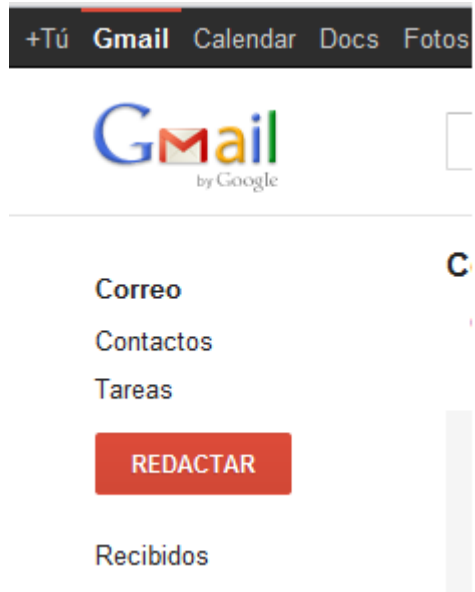 +Tú Gmail Calendar Docs Fotos
Gmail
by Google
Correo
Contactos
Tareas
REDACTAR
Recibidos